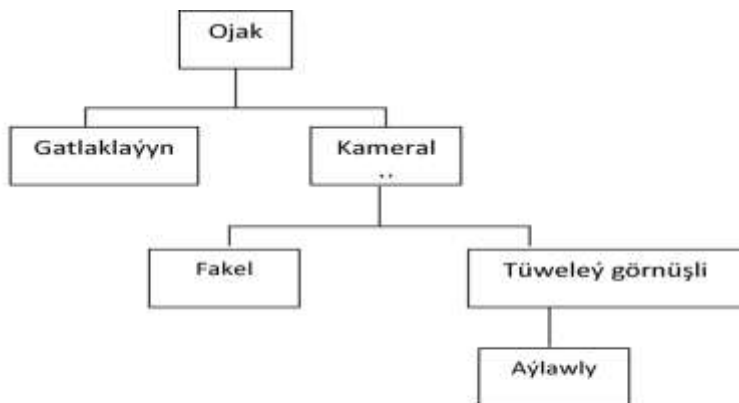 Ojak
Gatlaklaýyn
Kameral
..
Fakel
Tüweleý görnüşli
Aýlawly